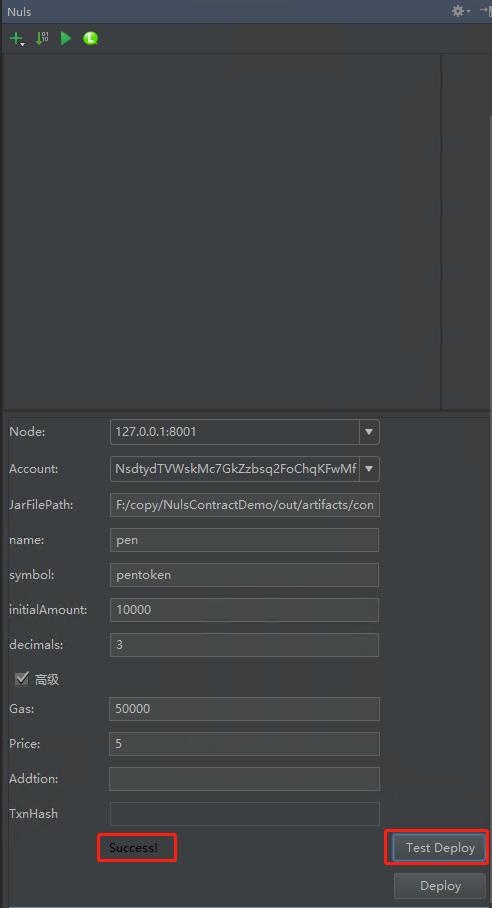 Nuls
Node: 127.0.0.1:8001
Account: NsdtydTVWskMc7GkZzbsq2FoChqKFwMf
JarFilePath: F:/copy/NulsContractDemo/out/artifacts/con
name: pen
symbol: pentoken
initialAmount: 10000
decimals: 3
高级
Gas: 50000
Price: 5
Addtion:
TxnHash
Success! Test Deploy
Deploy